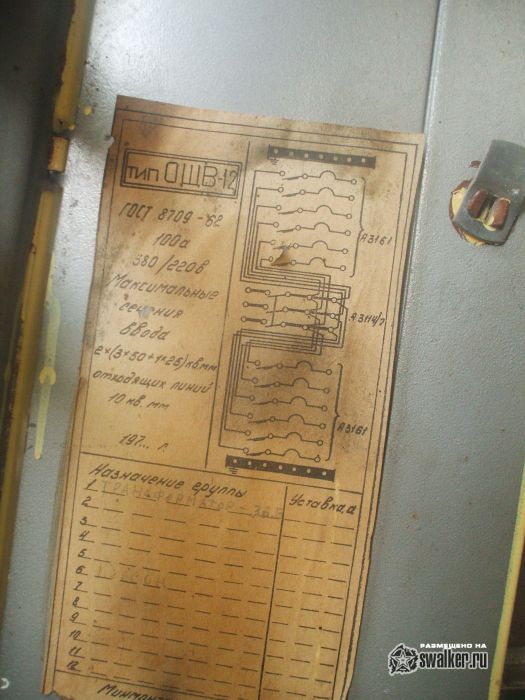 тип ОЩВ-12
ГОСТ 8709-62
100а
380/220в
Максимальные
сечения
ввода
2×(3×50+1×25)кв.мм
отходящих линий
10 кв. мм
197... г.
А3161
А3114/7
А3161
Назначение группы
Уставка,а
1 ТРАНСФОРМАТОР - 36 В
2
3
4
5
6
7
8
9
10
11
12
РАЗМЕЩЕНО НА
swalker.ru